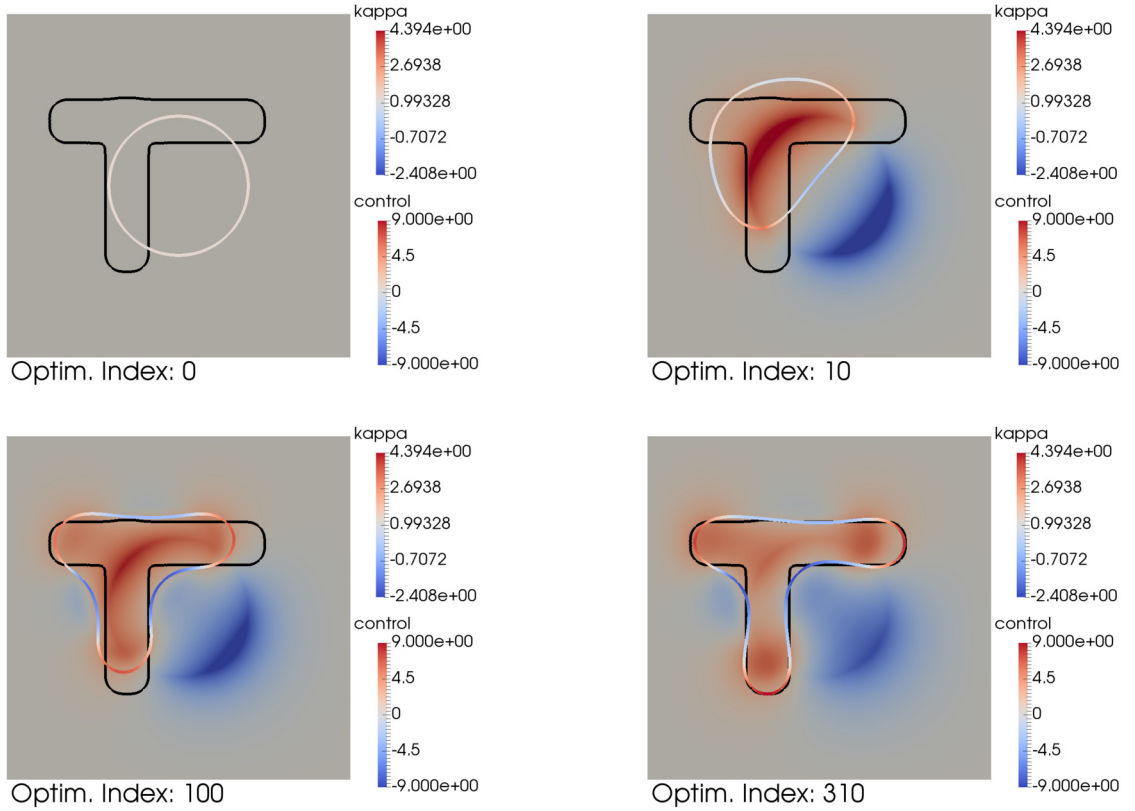 kappa
4.394e+00
2.6938
0.99328
-0.7072
-2.408e+00
control
9.000e+00
4.5
0
-4.5
-9.000e+00
Optim. Index: 0
kappa
4.394e+00
2.6938
0.99328
-0.7072
-2.408e+00
control
9.000e+00
4.5
0
-4.5
-9.000e+00
Optim. Index: 10
kappa
4.394e+00
2.6938
0.99328
-0.7072
-2.408e+00
control
9.000e+00
4.5
0
-4.5
-9.000e+00
Optim. Index: 100
kappa
4.394e+00
2.6938
0.99328
-0.7072
-2.408e+00
control
9.000e+00
4.5
0
-4.5
-9.000e+00
Optim. Index: 310